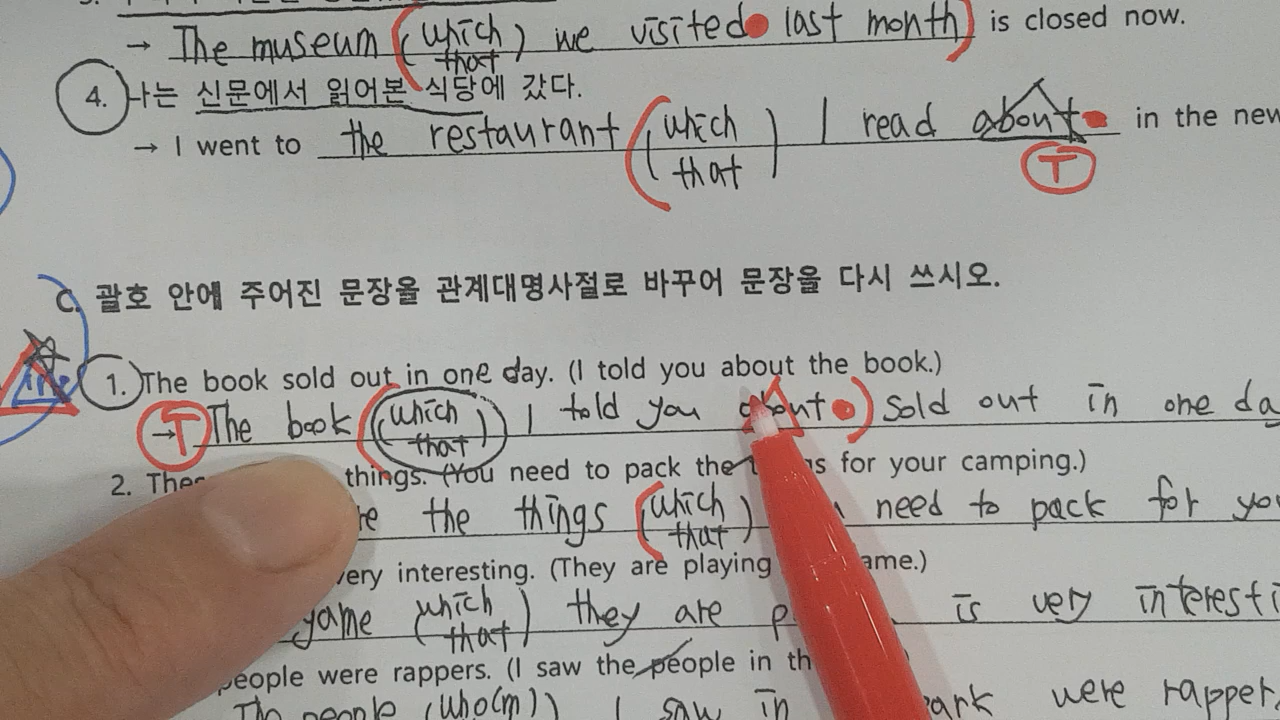 → The museum (which / that) we visited last month) is closed now.
4. 나는 신문에서 읽어본 식당에 갔다.
→ I went to the restaurant (which / that) I read about in the new
T
C. 괄호 안에 주어진 문장을 관계대명사절로 바꾸어 문장을 다시 쓰시오.
1. The book sold out in one day. (I told you about the book.)
→ T The book (which / that) I told you about) sold out in one da
2. things. (You need to pack the for your camping.)
the things (which / that) need to pack for you
very interesting. (They are playing ame.)
game (which / that) they are is very interesti
people were rappers. (I saw the people in th
The people (who(m)) I saw in were rapper